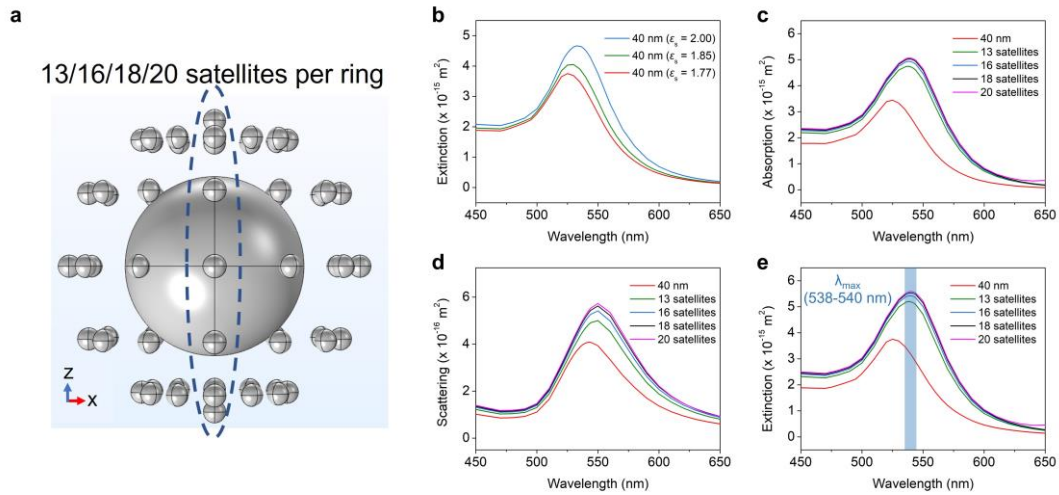 a
13/16/18/20 satellites per ring
z
x
b
Extinction (x 10⁻¹⁵ m²)
5
4
3
2
1
0
40 nm (εₛ = 2.00)
40 nm (εₛ = 1.85)
40 nm (εₛ = 1.77)
450 500 550 600 650
Wavelength (nm)
c
Absorption (x 10⁻¹⁵ m²)
6
5
4
3
2
1
0
40 nm
13 satellites
16 satellites
18 satellites
20 satellites
450 500 550 600 650
Wavelength (nm)
d
Scattering (x 10⁻¹⁶ m²)
6
4
2
0
40 nm
13 satellites
16 satellites
18 satellites
20 satellites
450 500 550 600 650
Wavelength (nm)
e
Extinction (x 10⁻¹⁵ m²)
6
5
4
3
2
1
0
λmax
(538-540 nm)
40 nm
13 satellites
16 satellites
18 satellites
20 satellites
450 500 550 600 650
Wavelength (nm)